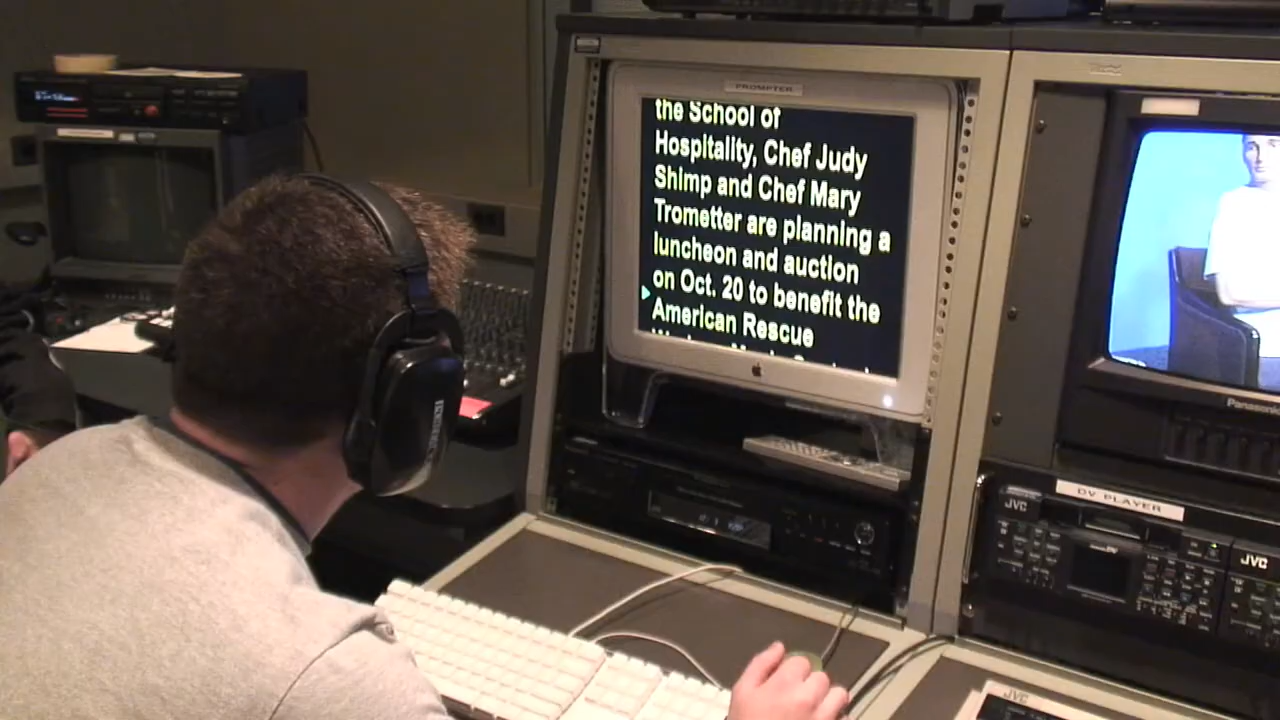 PROMPTER
the School of
Hospitality, Chef Judy
Shimp and Chef Mary
Trometter are planning a
luncheon and auction
on Oct. 20 to benefit the
American Rescue
Panasonic
DV PLAYER
JVC
JVC
JVC